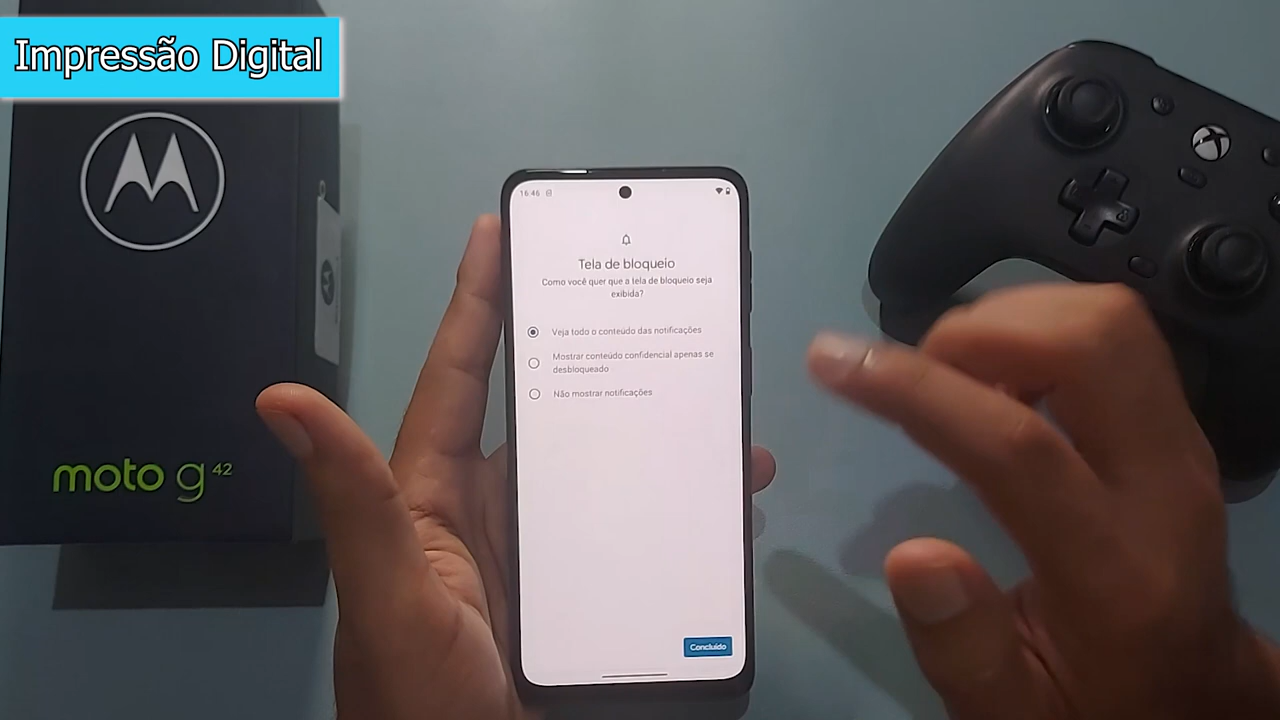 Impressão Digital
moto g42
16:46
Tela de bloqueio
Como você quer que a tela de bloqueio seja
exibida?
Veja todo o conteúdo das notificações
Mostrar conteúdo confidencial apenas se
desbloqueado
Não mostrar notificações
Concluído